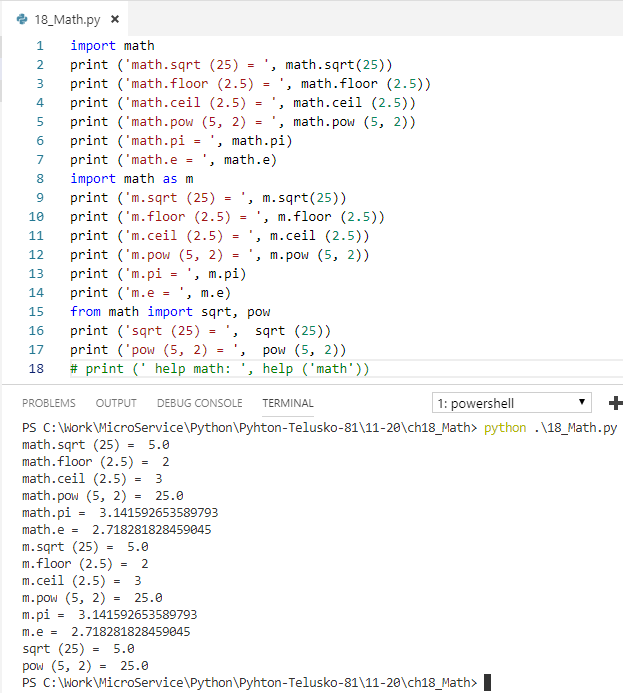 18_Math.py ×
1 import math
2 print ('math.sqrt (25) = ', math.sqrt(25))
3 print ('math.floor (2.5) = ', math.floor (2.5))
4 print ('math.ceil (2.5) = ', math.ceil (2.5))
5 print ('math.pow (5, 2) = ', math.pow (5, 2))
6 print ('math.pi = ', math.pi)
7 print ('math.e = ', math.e)
8 import math as m
9 print ('m.sqrt (25) = ', m.sqrt(25))
10 print ('m.floor (2.5) = ', m.floor (2.5))
11 print ('m.ceil (2.5) = ', m.ceil (2.5))
12 print ('m.pow (5, 2) = ', m.pow (5, 2))
13 print ('m.pi = ', m.pi)
14 print ('m.e = ', m.e)
15 from math import sqrt, pow
16 print ('sqrt (25) = ',  sqrt (25))
17 print ('pow (5, 2) = ',  pow (5, 2))
18 # print (' help math: ', help ('math'))
PROBLEMS OUTPUT DEBUG CONSOLE TERMINAL 1: powershell
PS C:\Work\MicroService\Python\Pyhton-Telusko-81\11-20\ch18_Math> python .\18_Math.py
math.sqrt (25) =  5.0
math.floor (2.5) =  2
math.ceil (2.5) =  3
math.pow (5, 2) =  25.0
math.pi =  3.141592653589793
math.e =  2.718281828459045
m.sqrt (25) =  5.0
m.floor (2.5) =  2
m.ceil (2.5) =  3
m.pow (5, 2) =  25.0
m.pi =  3.141592653589793
m.e =  2.718281828459045
sqrt (25) =  5.0
pow (5, 2) =  25.0
PS C:\Work\MicroService\Python\Pyhton-Telusko-81\11-20\ch18_Math>